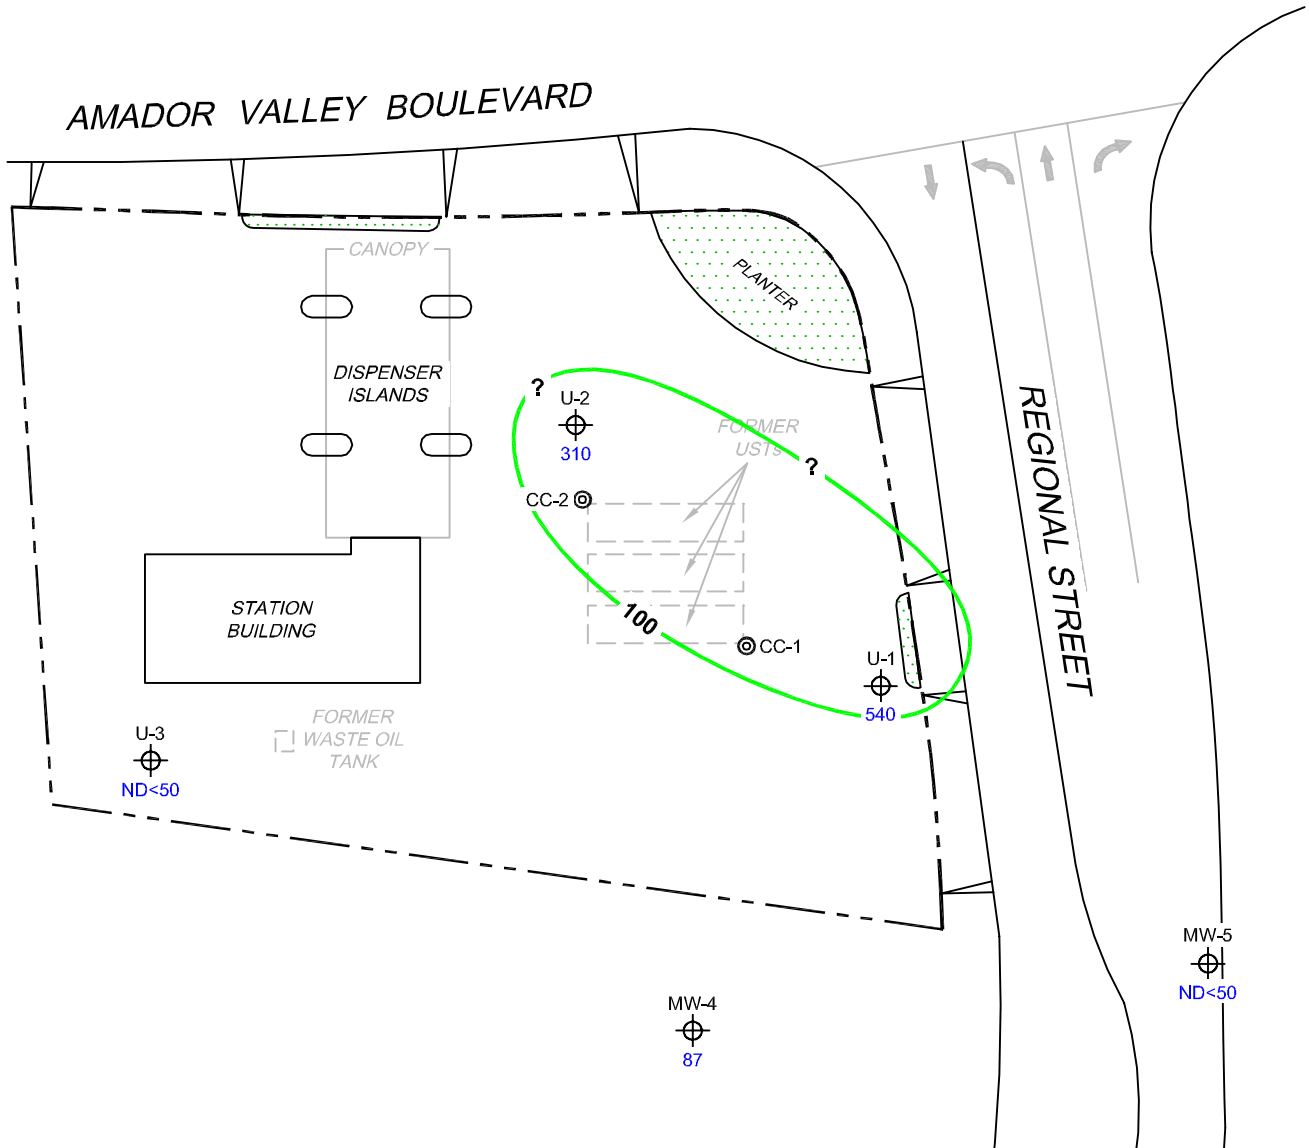 AMADOR VALLEY BOULEVARD
CANOPY
PLANTER
DISPENSER
ISLANDS
?
U-2
310
FORMER
USTs
?
REGIONAL STREET
CC-2
STATION
BUILDING
100
CC-1
U-1
540
FORMER
WASTE OIL
TANK
U-3
ND<50
MW-5
ND<50
MW-4
87